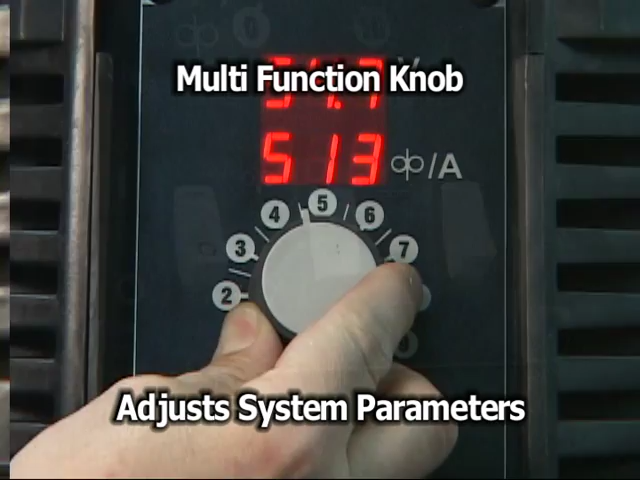 Multi Function Knob
513 /A
5
4 6
3 7
2
Adjusts System Parameters